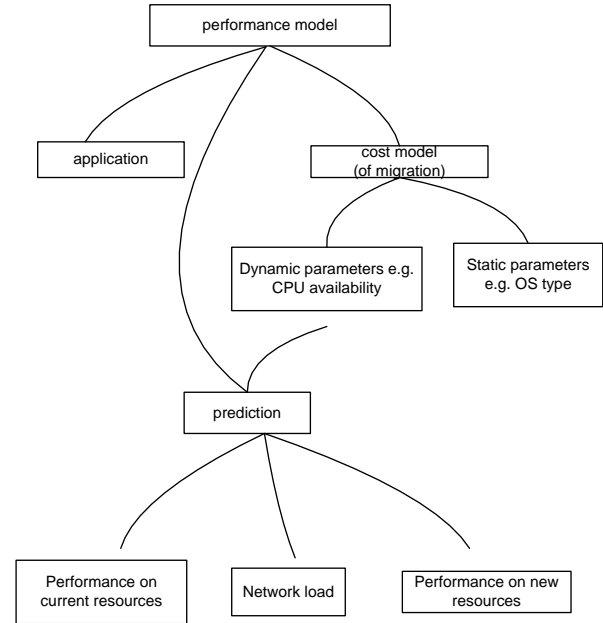 performance model
application
cost model
(of migration)
Dynamic parameters e.g.
CPU availability
Static parameters
e.g. OS type
prediction
Performance on
current resources
Network load
Performance on new
resources